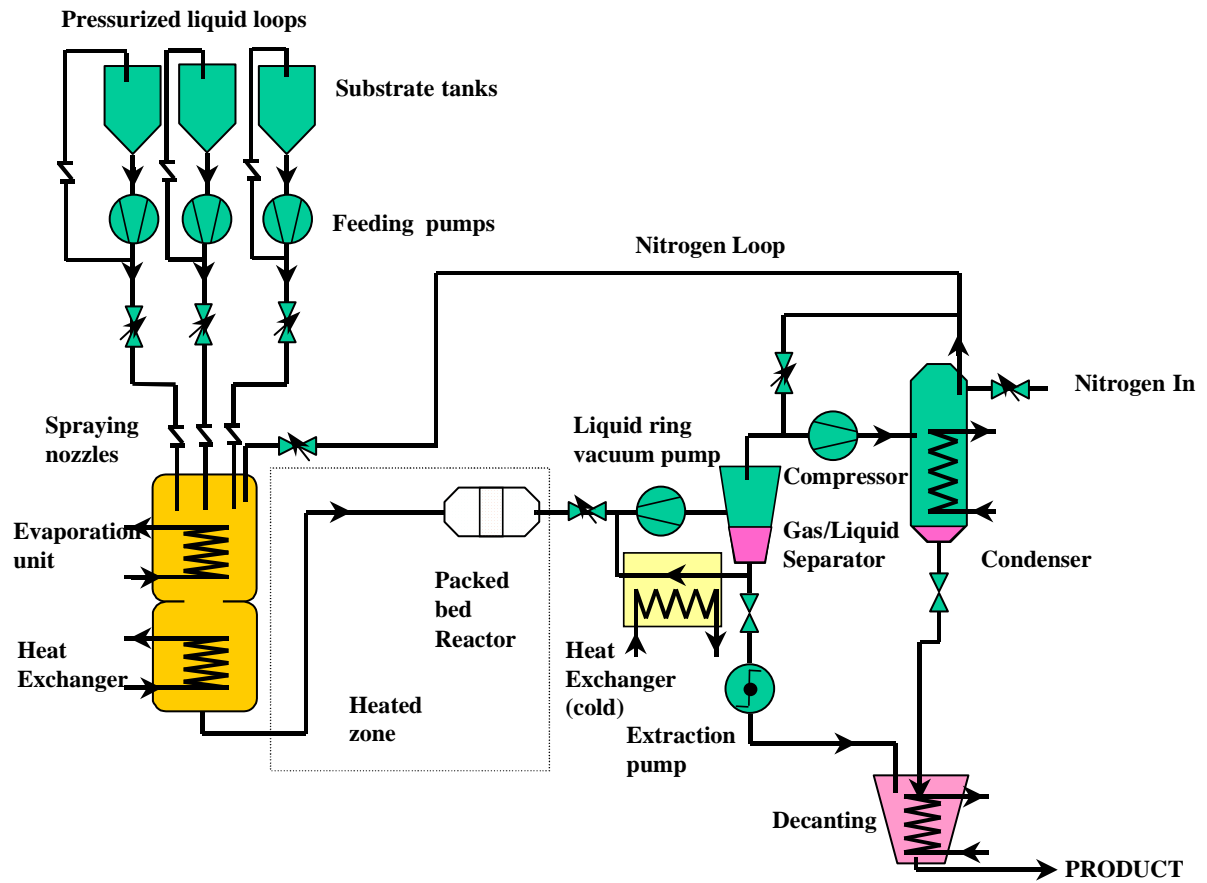 Pressurized liquid loops
Substrate tanks
Feeding pumps
Nitrogen Loop
Nitrogen In
Spraying
nozzles
Liquid ring
vacuum pump
Compressor
Evaporation
unit
Gas/Liquid
Separator
Condenser
Packed
bed
Reactor
Heat
Exchanger
Heat
Exchanger
(cold)
Heated
zone
Extraction
pump
Decanting
PRODUCT